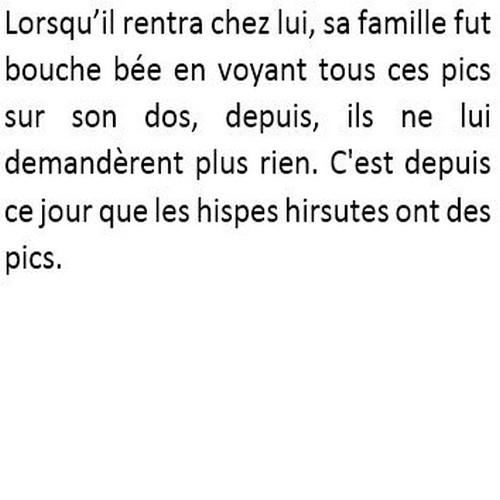 Lorsqu’il rentra chez lui, sa famille fut
bouche bée en voyant tous ces pics
sur son dos, depuis, ils ne lui
demandèrent plus rien. C'est depuis
ce jour que les hispes hirsutes ont des
pics.